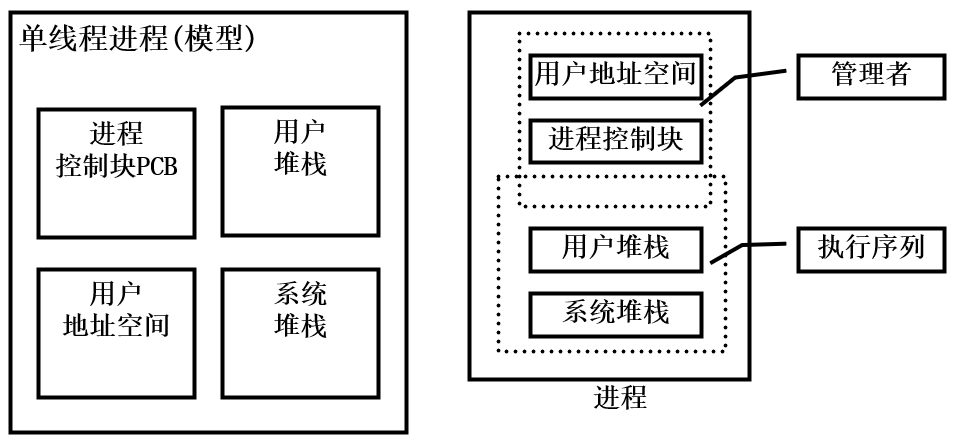 单线程进程(模型)
进程
控制块PCB
用户
堆栈
用户
地址空间
系统
堆栈
用户地址空间
进程控制块
用户堆栈
系统堆栈
进程
管理者
执行序列